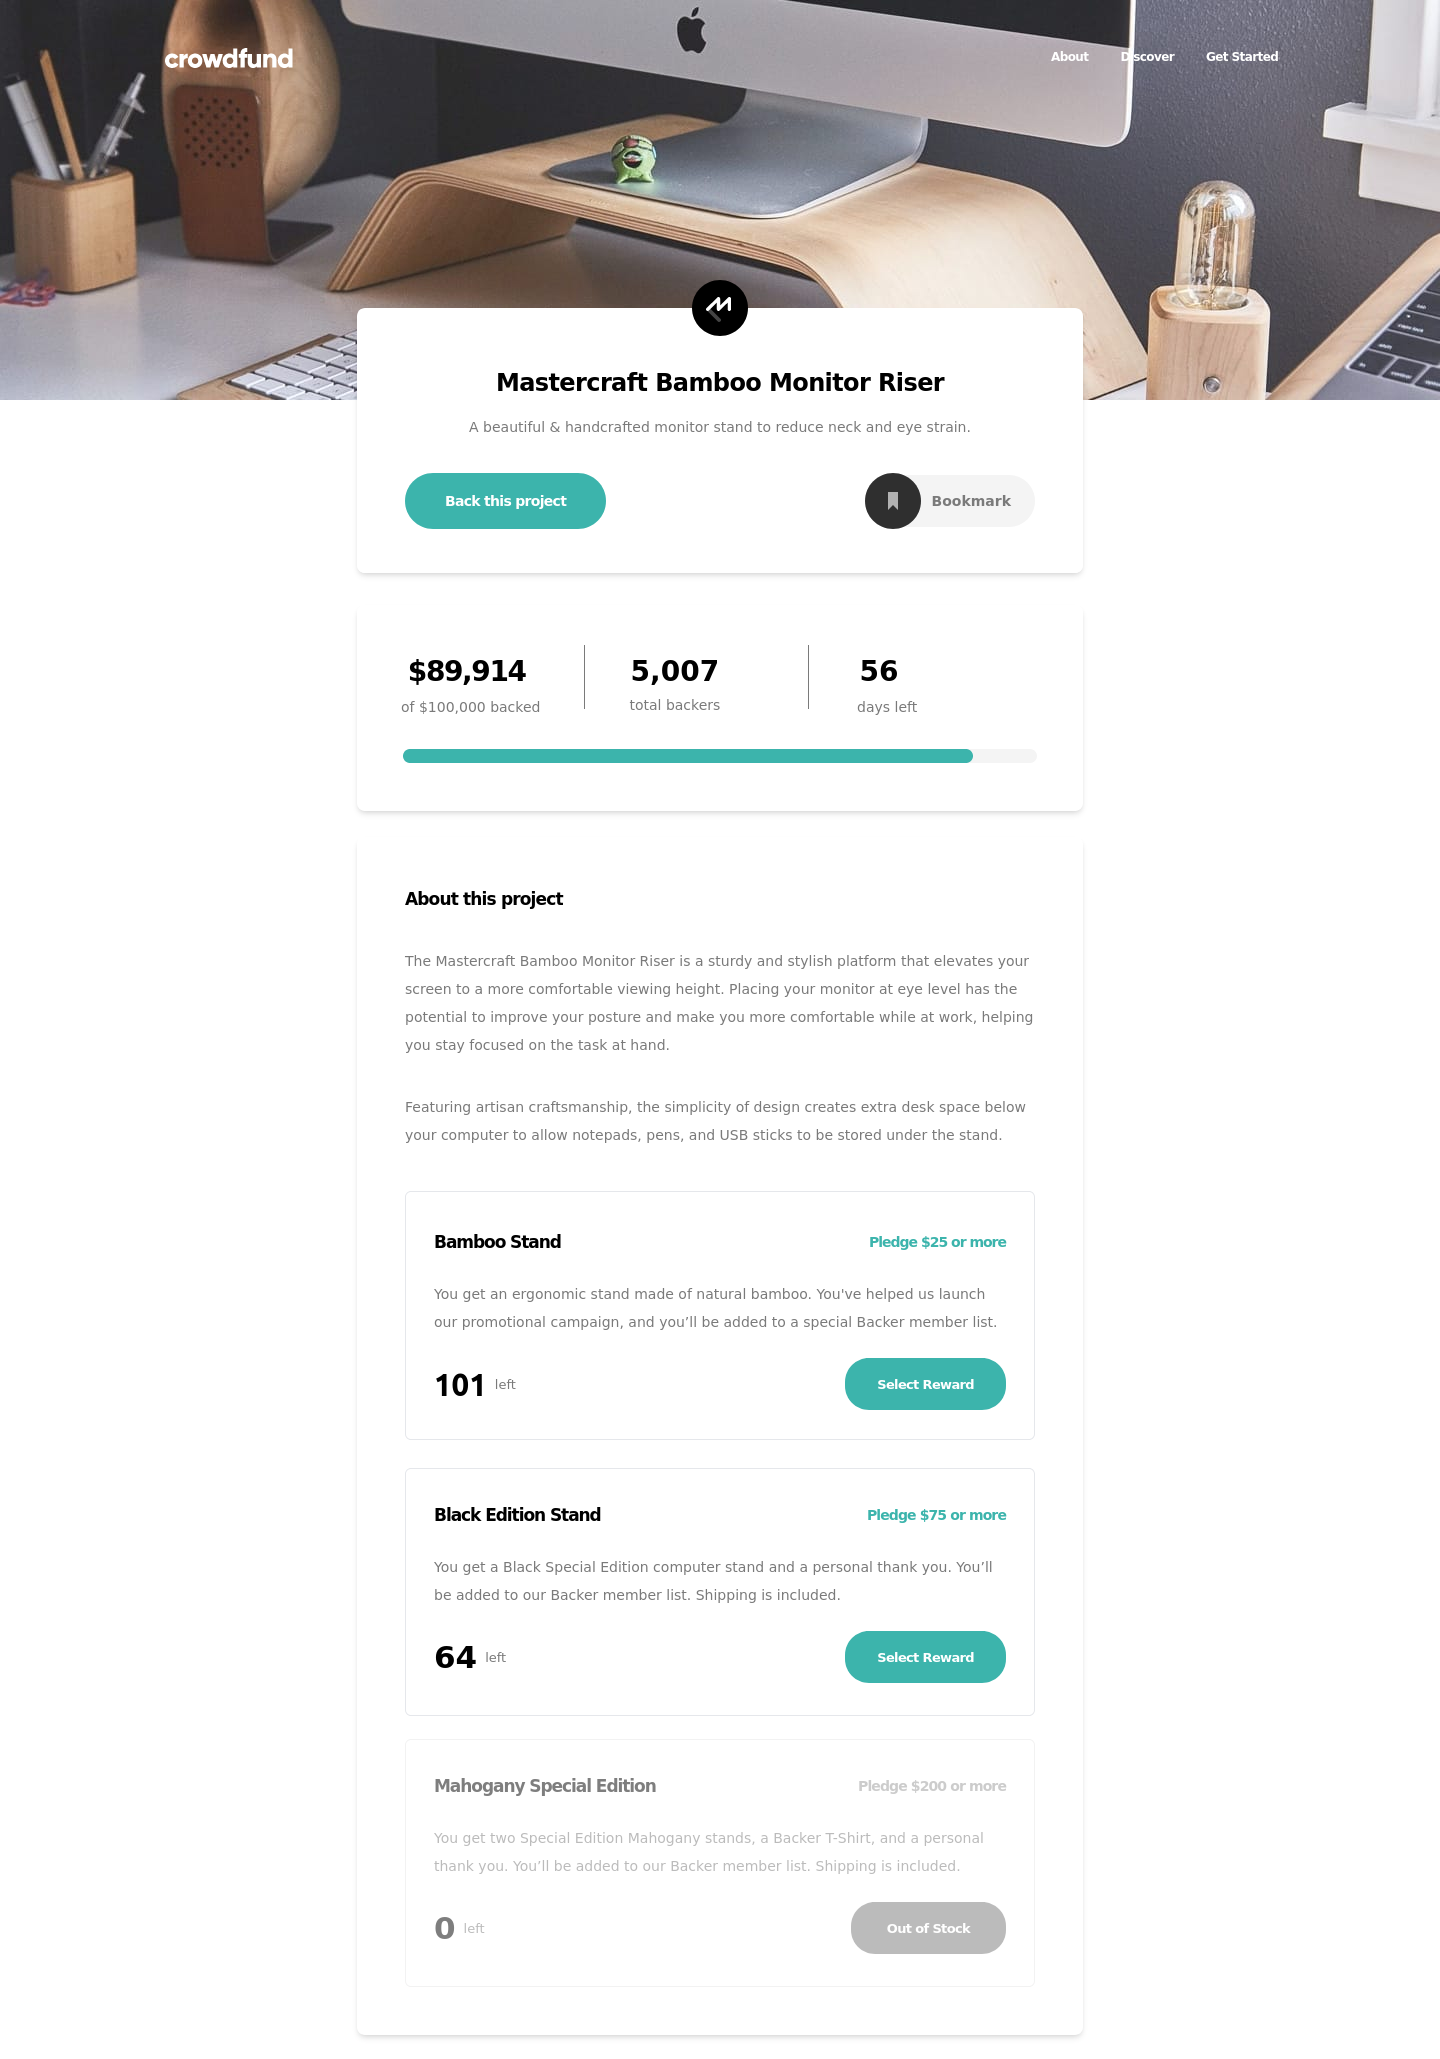 crowdfund
About Discover Get Started
Mastercraft Bamboo Monitor Riser
A beautiful & handcrafted monitor stand to reduce neck and eye strain.
Back this project
Bookmark
$89,914
of $100,000 backed
5,007
total backers
56
days left
About this project
The Mastercraft Bamboo Monitor Riser is a sturdy and stylish platform that elevates your
screen to a more comfortable viewing height. Placing your monitor at eye level has the
potential to improve your posture and make you more comfortable while at work, helping
you stay focused on the task at hand.
Featuring artisan craftsmanship, the simplicity of design creates extra desk space below
your computer to allow notepads, pens, and USB sticks to be stored under the stand.
Bamboo Stand
Pledge $25 or more
You get an ergonomic stand made of natural bamboo. You've helped us launch
our promotional campaign, and you’ll be added to a special Backer member list.
101 left
Select Reward
Black Edition Stand
Pledge $75 or more
You get a Black Special Edition computer stand and a personal thank you. You’ll
be added to our Backer member list. Shipping is included.
64 left
Select Reward
Mahogany Special Edition
Pledge $200 or more
You get two Special Edition Mahogany stands, a Backer T-Shirt, and a personal
thank you. You’ll be added to our Backer member list. Shipping is included.
0 left
Out of Stock